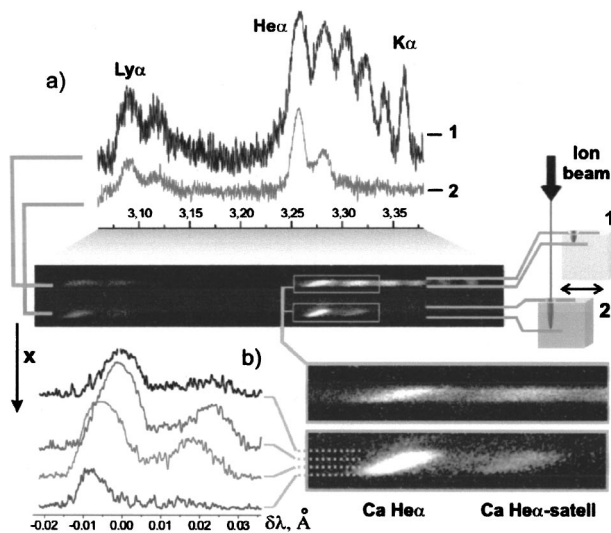 a)
Lyα
Heα
Kα
1
2
3,10 3,15 3,20 3,25 3,30 3,35
Ion
beam
1
2
x
b)
-0.02 -0.01 0.00 0.01 0.02 0.03 δλ, Å
Ca Heα Ca Heα-satell